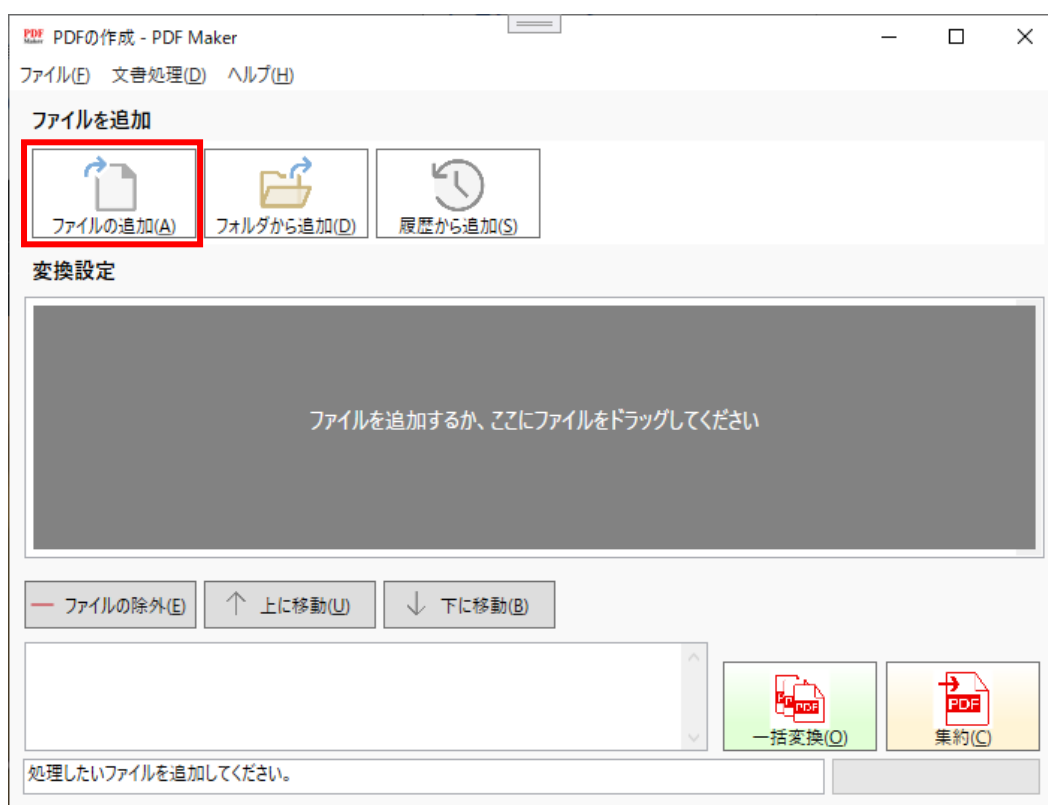 PDF Maker PDFの作成 - PDF Maker
ファイル(F) 文書処理(D) ヘルプ(H)
ファイルを追加
ファイルの追加(A) フォルダから追加(D) 履歴から追加(S)
変換設定
ファイルを追加するか、ここにファイルをドラッグしてください
ファイルの除外(E) 上に移動(U) 下に移動(B)
PDF PDF
一括変換(O) 集約(C)
処理したいファイルを追加してください。